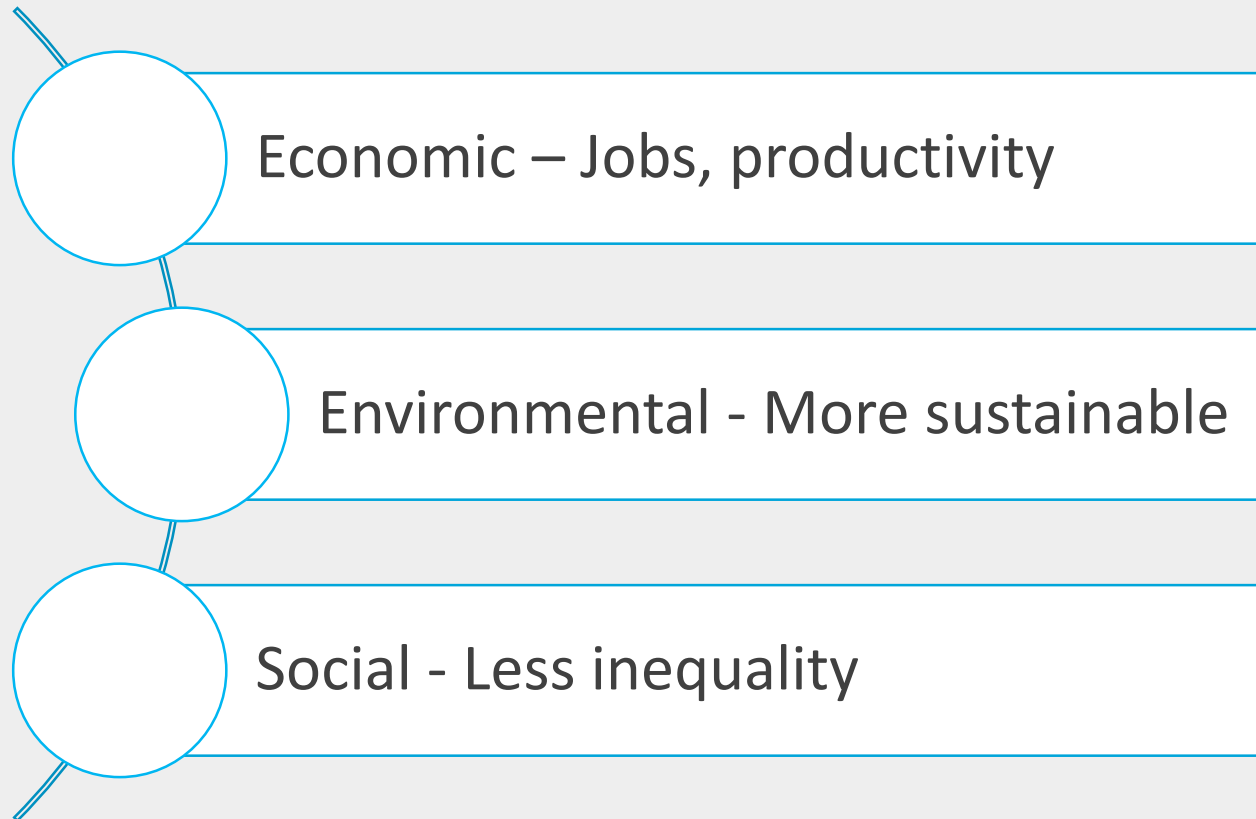 Economic – Jobs, productivity
Environmental - More sustainable
Social - Less inequality